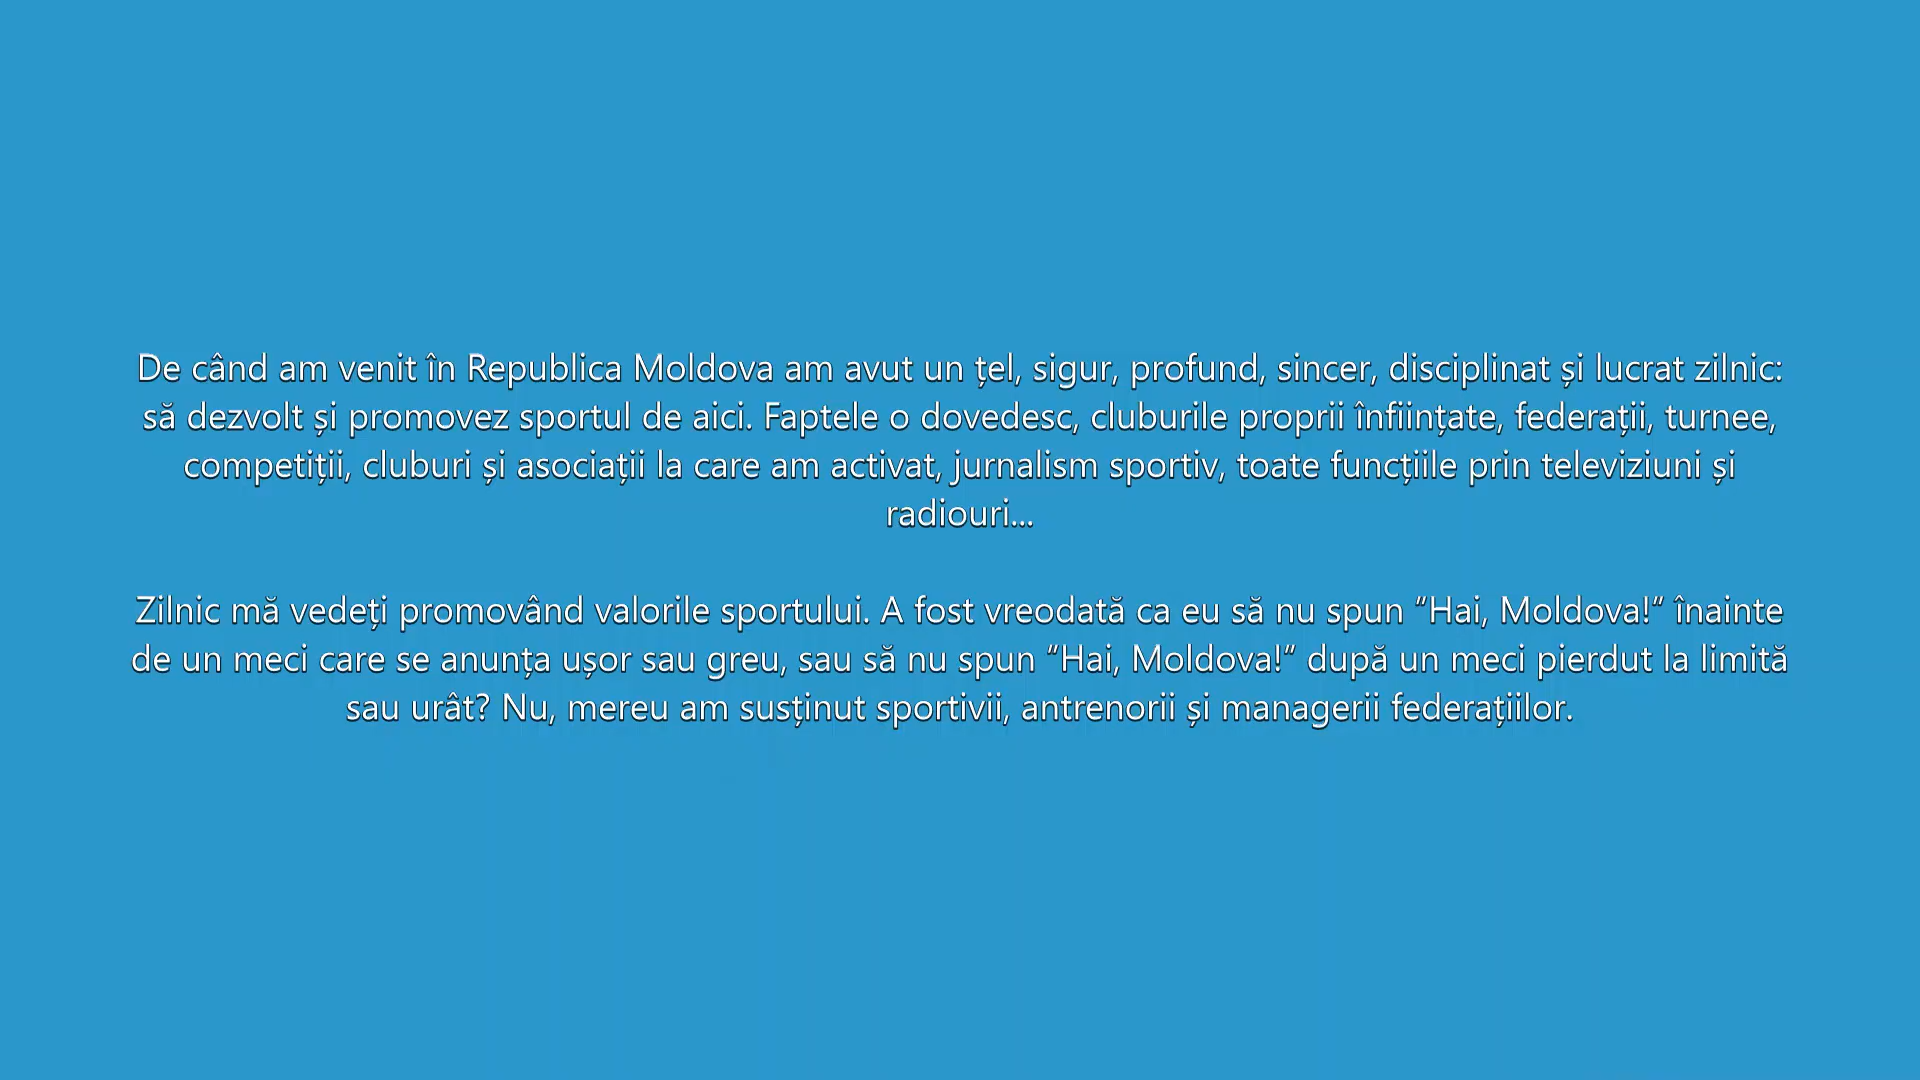 De când am venit în Republica Moldova am avut un țel, sigur, profund, sincer, disciplinat și lucrat zilnic:
să dezvolt și promovez sportul de aici. Faptele o dovedesc, cluburile proprii înființate, federații, turnee,
competiții, cluburi și asociații la care am activat, jurnalism sportiv, toate funcțiile prin televiziuni și
radiouri...
Zilnic mă vedeți promovând valorile sportului. A fost vreodată ca eu să nu spun “Hai, Moldova!” înainte
de un meci care se anunța ușor sau greu, sau să nu spun “Hai, Moldova!” după un meci pierdut la limită
sau urât? Nu, mereu am susținut sportivii, antrenorii și managerii federațiilor.